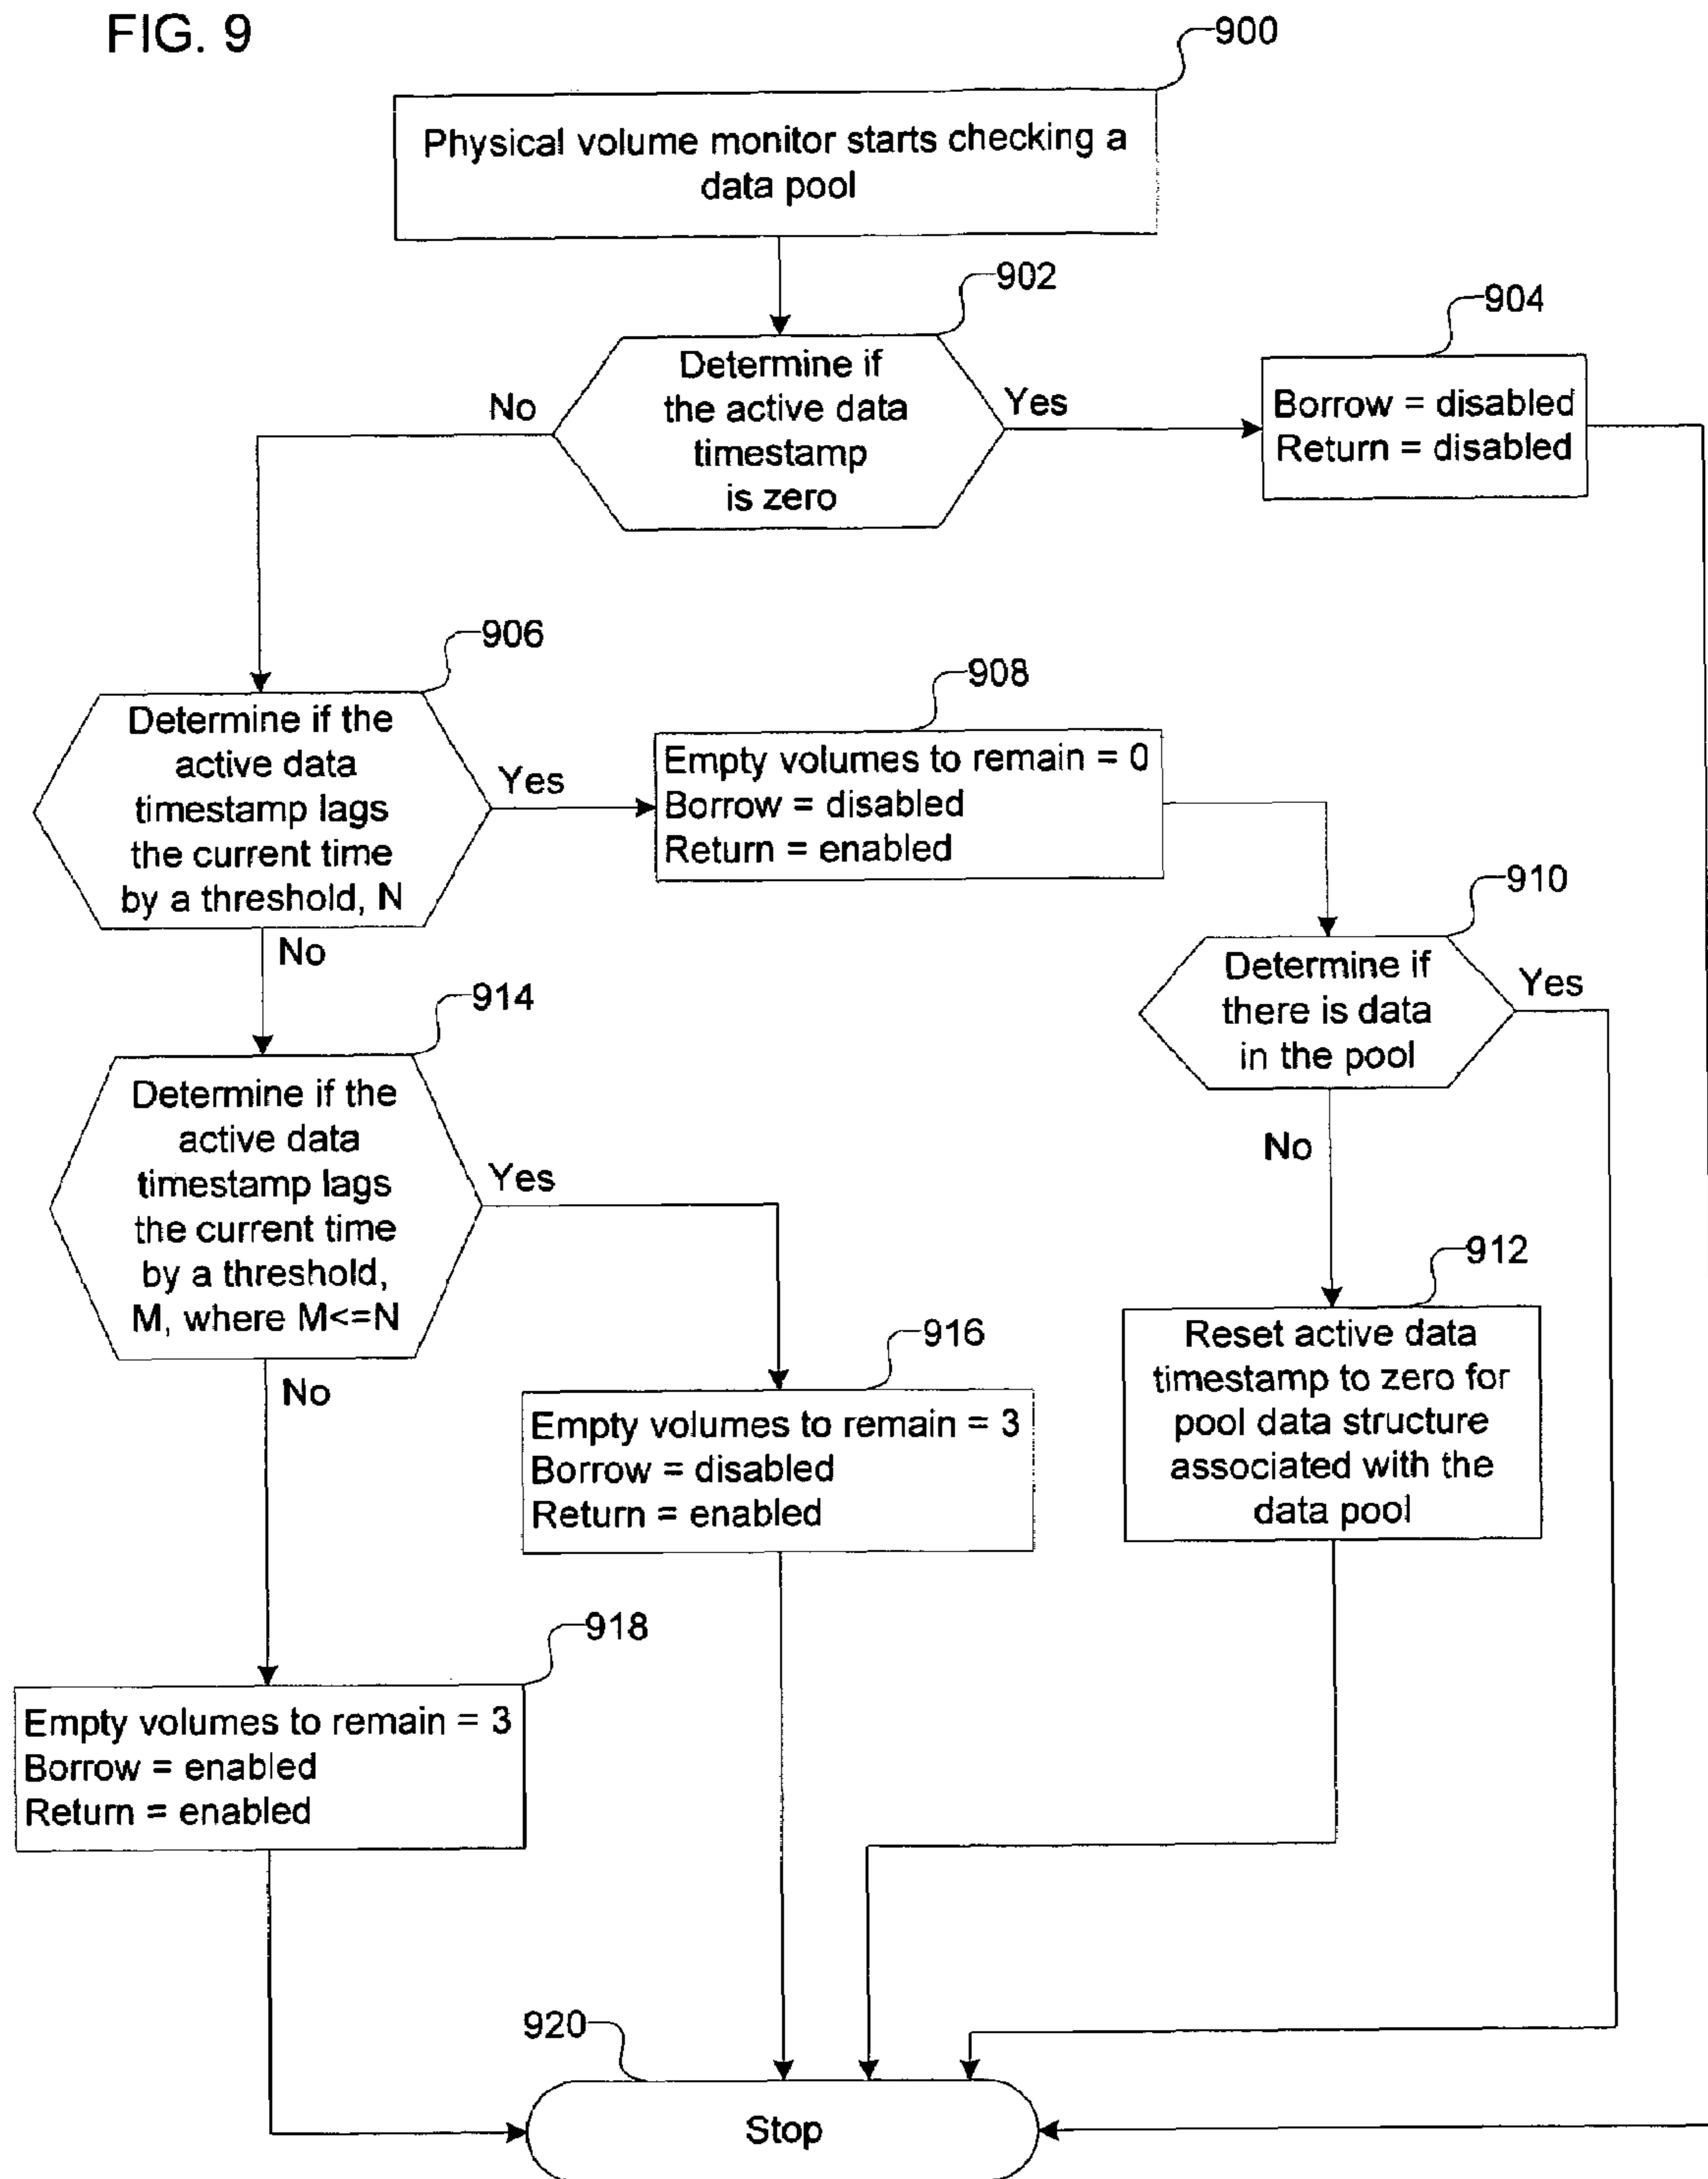 FIG. 9
900
Physical volume monitor starts checking a
data pool
902
Determine if
the active data
timestamp
is zero
No
Yes
904
Borrow = disabled
Return = disabled
906
Determine if the
active data
timestamp lags
the current time
by a threshold, N
Yes
No
908
Empty volumes to remain = 0
Borrow = disabled
Return = enabled
910
Determine if
there is data
in the pool
Yes
No
914
Determine if the
active data
timestamp lags
the current time
by a threshold,
M, where M<=N
Yes
No
912
Reset active data
timestamp to zero for
pool data structure
associated with the
data pool
916
Empty volumes to remain = 3
Borrow = disabled
Return = enabled
918
Empty volumes to remain = 3
Borrow = enabled
Return = enabled
920
Stop